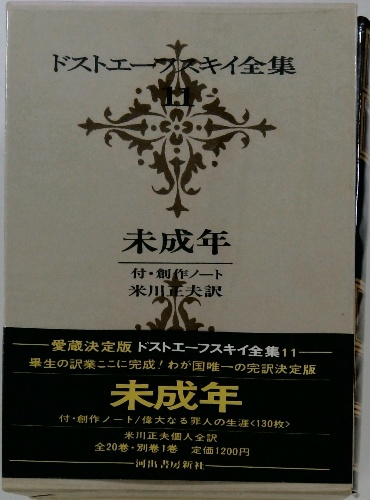 ドストエーフスキイ全集
11
未成年
付・創作ノート
米川正夫訳
愛蔵決定版 ドストエーフスキイ全集11
畢生の訳業ここに完成！わが国唯一の完訳決定版
未成年
付・創作ノート/偉大なる罪人の生涯<130枚>
米川正夫個人全訳
全20巻・別巻1巻 定価1200円
河出書房新社